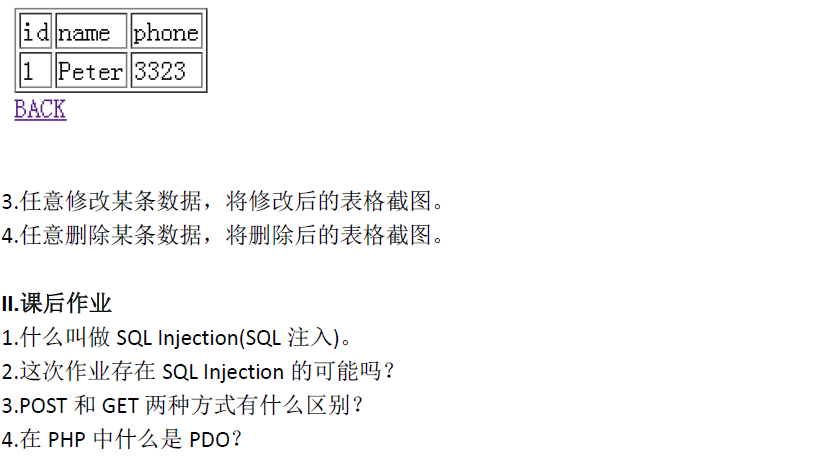 id name phone
1 Peter 3323
BACK
3.任意修改某条数据，将修改后的表格截图。
4.任意删除某条数据，将删除后的表格截图。
II.课后作业
1.什么叫做 SQL Injection(SQL 注入)。
2.这次作业存在 SQL Injection 的可能吗？
3.POST 和 GET 两种方式有什么区别？
4.在 PHP 中什么是 PDO？